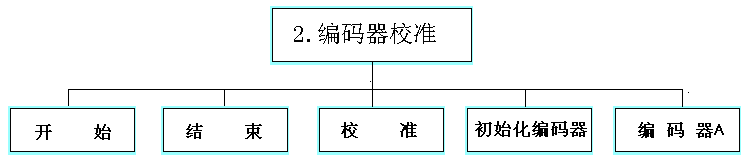 2.编码器校准
开 始
结 束
校 准
初始化编码器
编 码 器A